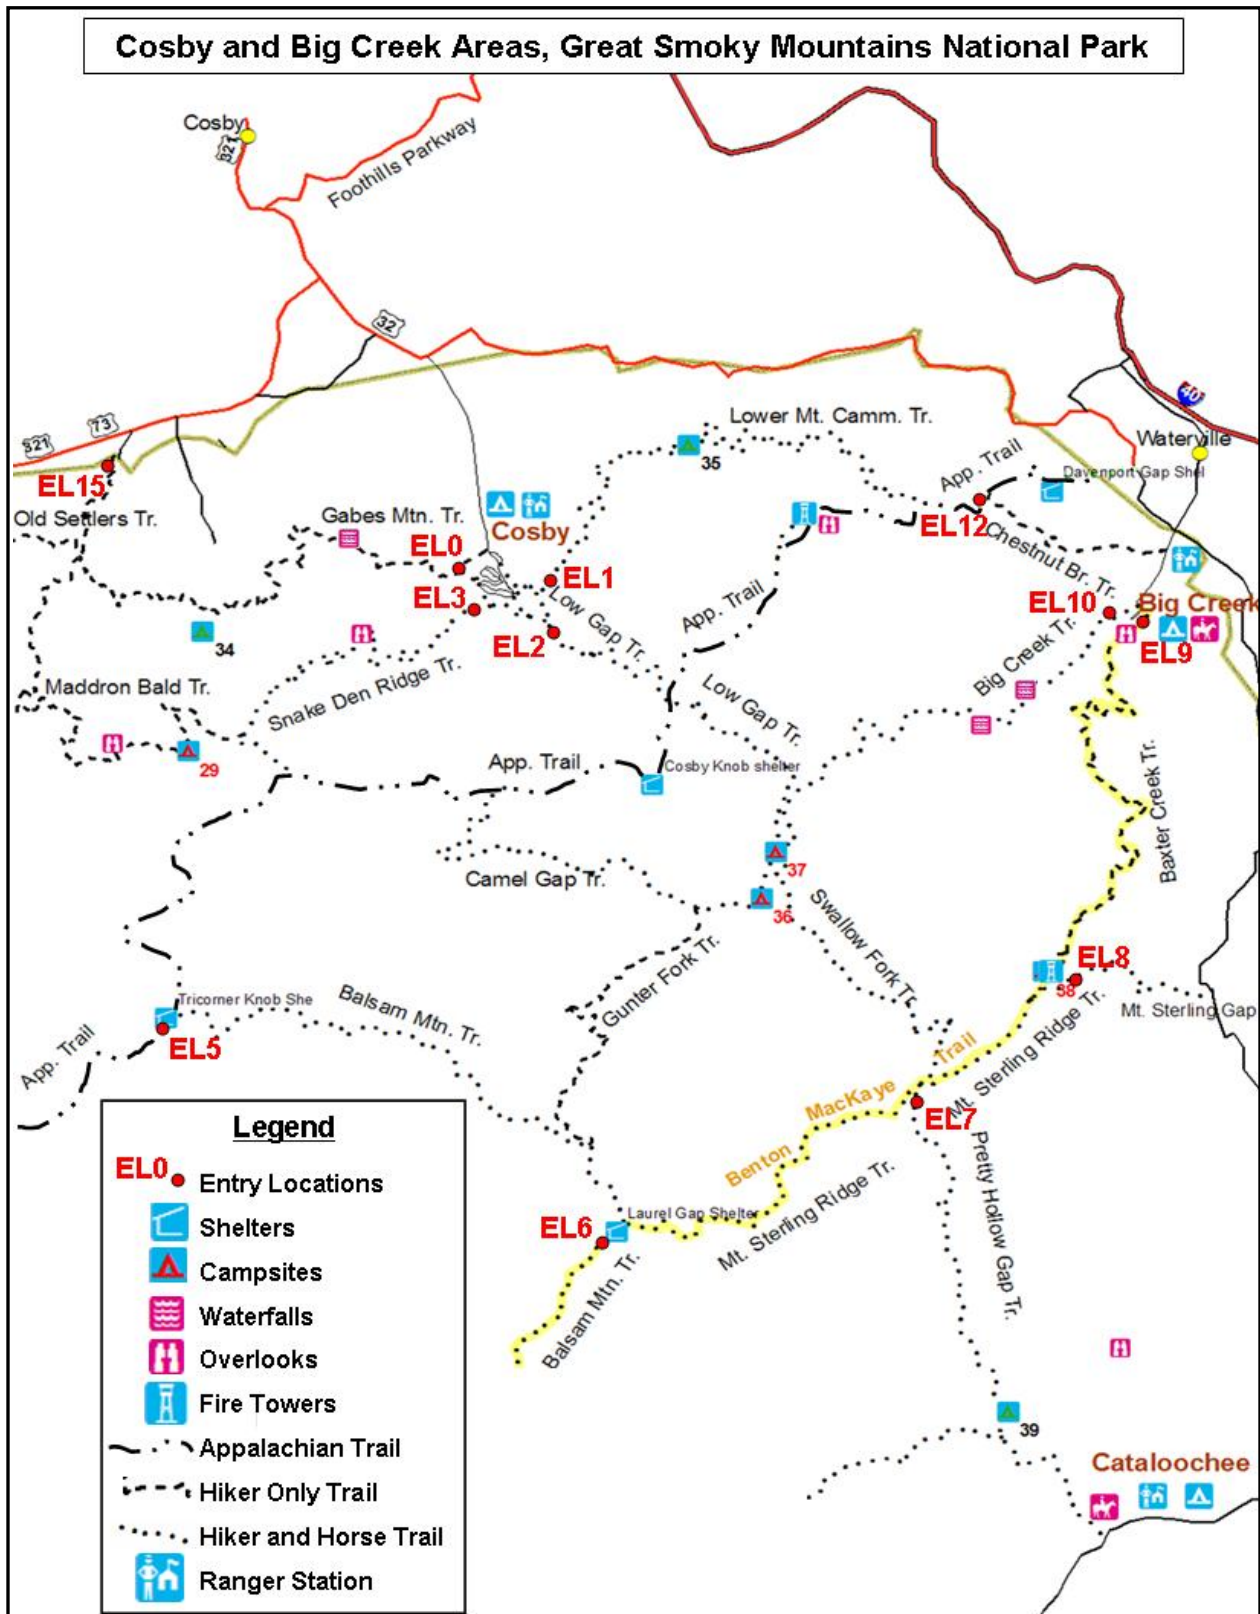 Cosby and Big Creek Areas, Great Smoky Mountains National Park
Cosby
321
Foothills Parkway
32
40
73
321
Waterville
Lower Mt. Camm. Tr.
35
App. Trail
Davenport Gap Shel
EL15
Old Settlers Tr.
Gabes Mtn. Tr.
Cosby
EL12
EL0
EL1
Chestnut Br. Tr.
EL3
Low Gap Tr.
App. Trail
EL10
Big Creek
EL2
EL9
34
Big Creek Tr.
Maddron Bald Tr.
Snake Den Ridge Tr.
Low Gap Tr.
29
App. Trail
Cosby Knob shelter
Baxter Creek Tr.
37
Camel Gap Tr.
36
Swallow Fork Tr.
Gunter Fork Tr.
EL8
38
Mt. Sterling Gap
Tricorner Knob She
Balsam Mtn. Tr.
EL5
App. Trail
Mt. Sterling Ridge Tr.
Benton MacKaye Trail
EL7
Pretty Hollow Gap Tr.
Mt. Sterling Ridge Tr.
Laurel Gap Shelter
EL6
Balsam Mtn. Tr.
39
Cataloochee
Legend
EL0 Entry Locations
Shelters
Campsites
Waterfalls
Overlooks
Fire Towers
Appalachian Trail
Hiker Only Trail
Hiker and Horse Trail
Ranger Station